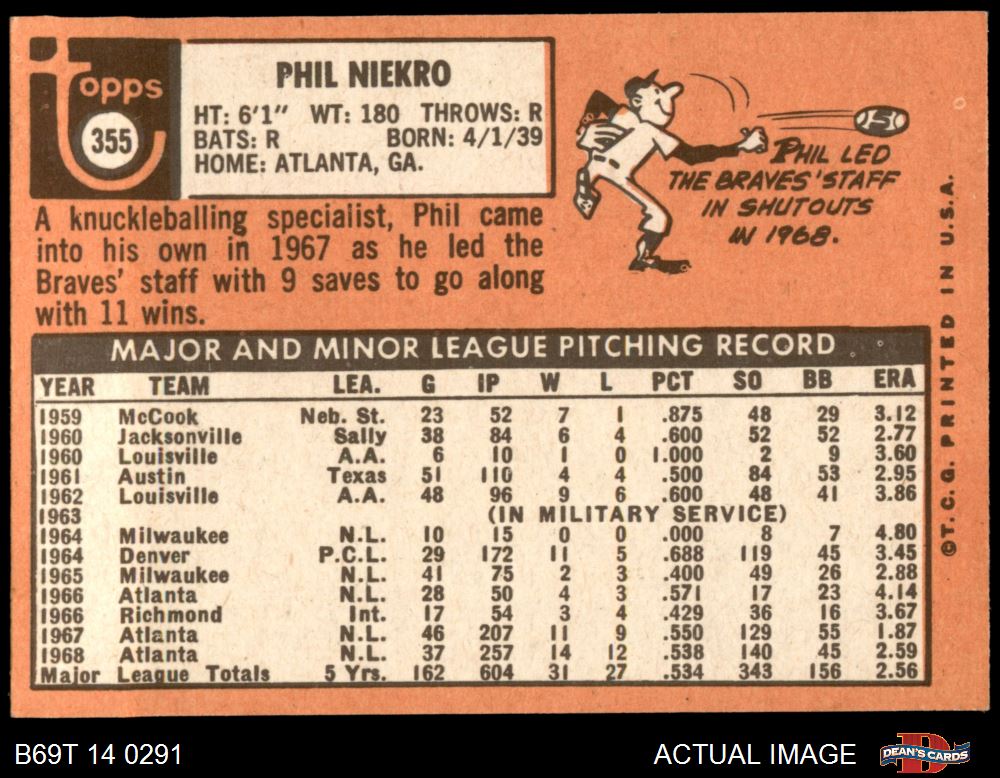 topps
355
PHIL NIEKRO
HT: 6'1" WT: 180 THROWS: R
BATS: R BORN: 4/1/39
HOME: ATLANTA, GA.
A knuckleballing specialist, Phil came
into his own in 1967 as he led the
Braves' staff with 9 saves to go along
with 11 wins.
PHIL LED
THE BRAVES' STAFF
IN SHUTOUTS
IN 1968.
MAJOR AND MINOR LEAGUE PITCHING RECORD
YEAR TEAM LEA. G IP W L PCT SO BB ERA
1959 McCook Neb. St. 23 52 7 1 .875 48 29 3.12
1960 Jacksonville Sally 38 84 6 4 .600 52 52 2.77
1960 Louisville A.A. 6 10 1 0 1.000 2 9 3.60
1961 Austin Texas 51 110 4 4 .500 84 53 2.95
1962 Louisville A.A. 48 96 9 6 .600 48 41 3.86
1963 (IN MILITARY SERVICE)
1964 Milwaukee N.L. 10 15 0 0 .000 8 7 4.80
1964 Denver P.C.L. 29 172 11 5 .688 119 45 3.45
1965 Milwaukee N.L. 41 75 2 3 .400 49 26 2.88
1966 Atlanta N.L. 28 50 4 3 .571 17 23 4.14
1966 Richmond Int. 17 54 3 4 .429 36 16 3.67
1967 Atlanta N.L. 46 207 11 9 .550 129 55 1.87
1968 Atlanta N.L. 37 257 14 12 .538 140 45 2.59
Major League Totals 5 Yrs. 162 604 31 27 .534 343 156 2.56
©T.C.G. PRINTED IN U.S.A.
B69T 14 0291
ACTUAL IMAGE
DEAN'S CARDS